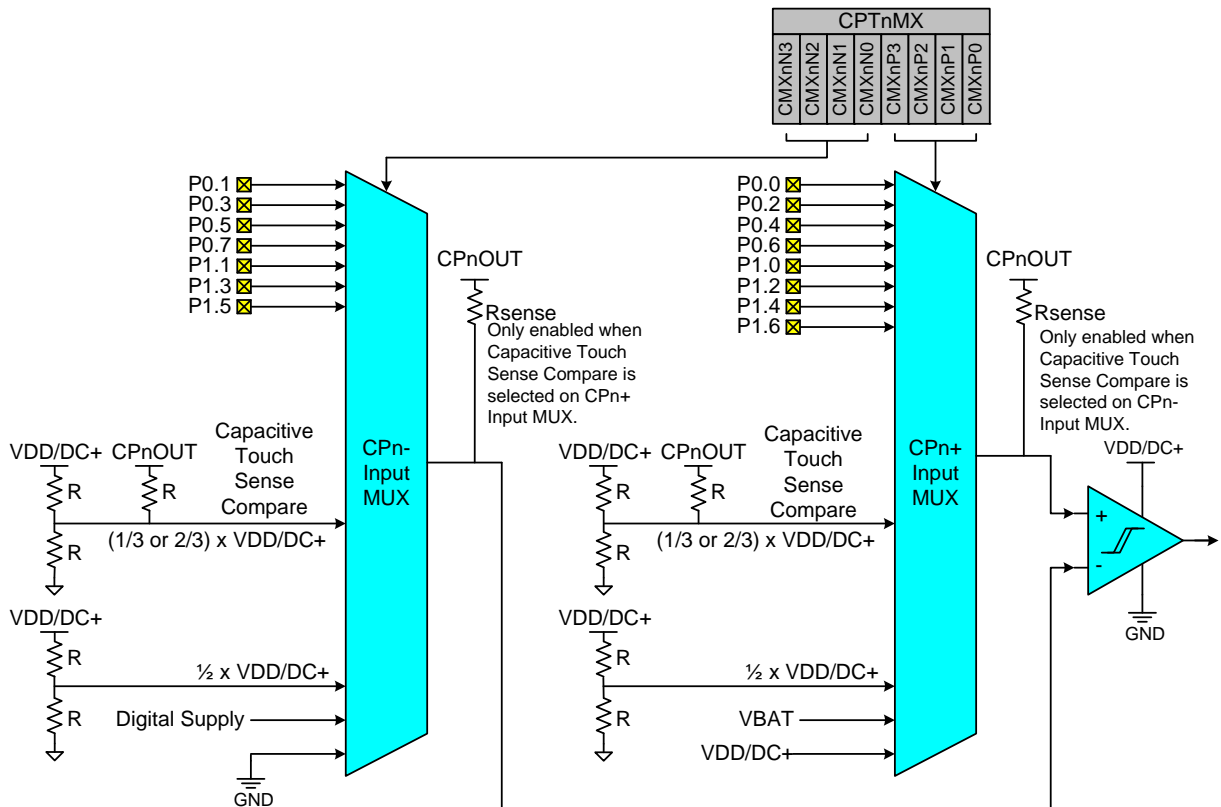 CPTnMX
CMXnN3
CMXnN2
CMXnN1
CMXnN0
CMXnP3
CMXnP2
CMXnP1
CMXnP0
P0.1
P0.3
P0.5
P0.7
P1.1
P1.3
P1.5
CPnOUT
Rsense
Only enabled when
Capacitive Touch
Sense Compare is
selected on CPn+
Input MUX.
VDD/DC+
CPnOUT
R
R
R
Capacitive
Touch
Sense
Compare
(1/3 or 2/3) x VDD/DC+
CPn-
Input
MUX
VDD/DC+
R
R
½ x VDD/DC+
Digital Supply
GND
P0.0
P0.2
P0.4
P0.6
P1.0
P1.2
P1.4
P1.6
CPnOUT
Rsense
Only enabled when
Capacitive Touch
Sense Compare is
selected on CPn-
Input MUX.
VDD/DC+
CPnOUT
R
R
R
Capacitive
Touch
Sense
Compare
(1/3 or 2/3) x VDD/DC+
CPn+
Input
MUX
VDD/DC+
R
R
½ x VDD/DC+
VBAT
VDD/DC+
VDD/DC+
+
-
GND